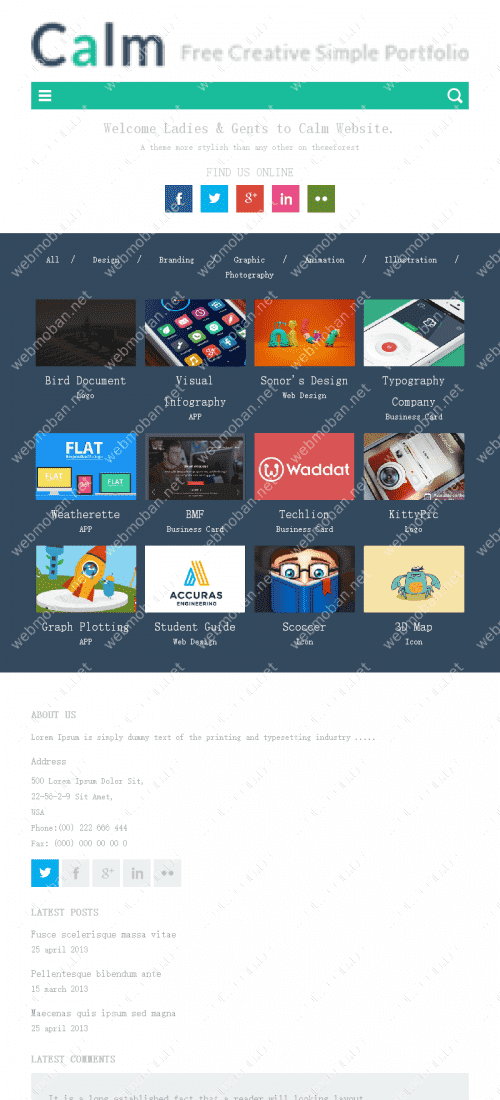 Calm Free Creative Simple Portfolio
Welcome Ladies & Gents to Calm Website.
A theme more stylish than any other on themeforest
FIND US ONLINE
f g+ in
All / Design / Branding / Graphic / Animation / Illustration /
Photography
Bird Document
Logo
Visual
Infography
APP
Sonor's Design
Web Design
Typography
Company
Business Card
FLAT
FLAT
FLAT
Weatherette
APP
BMF
Business Card
Waddat
Techlion
Business Card
KittyPic
Logo
Graph Plotting
APP
ACCURAS
ENGINEERING
Student Guide
Web Design
Scoccer
Icon
3D Map
Icon
ABOUT US
Lorem Ipsum is simply dummy text of the printing and typesetting industry .....
Address
500 Lorem Ipsum Dolor Sit,
22-56-2-9 Sit Amet,
USA
Phone:(00) 222 666 444
Fax: (000) 000 00 00 0
f g+ in
LATEST POSTS
Fusce scelerisque massa vitae
25 april 2013
Pellentesque bibendum ante
15 march 2013
Maecenas quis ipsum sed magna
25 april 2013
LATEST COMMENTS
It is a long established fact that a reader will looking layout
webmoban.net